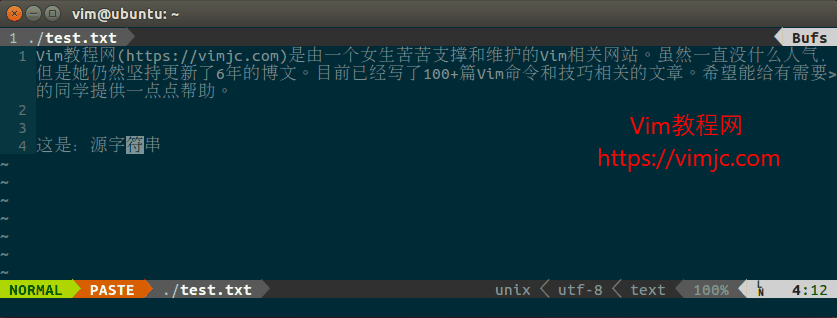 vim@ubuntu: ~
1 ./test.txt Bufs
1 Vim教程网(https://vimjc.com)是由一个女生苦苦支撑和维护的Vim相关网站。虽然一直没什么人气，
但是她仍然坚持更新了6年的博文。目前已经写了100+篇Vim命令和技巧相关的文章。希望能给有需要>
的同学提供一点点帮助。
2
3
4 这是：源字符串
~
~
~
~
~
~
Vim教程网
https://vimjc.com
NORMAL PASTE ./test.txt unix utf-8 text 100% LN 4:12